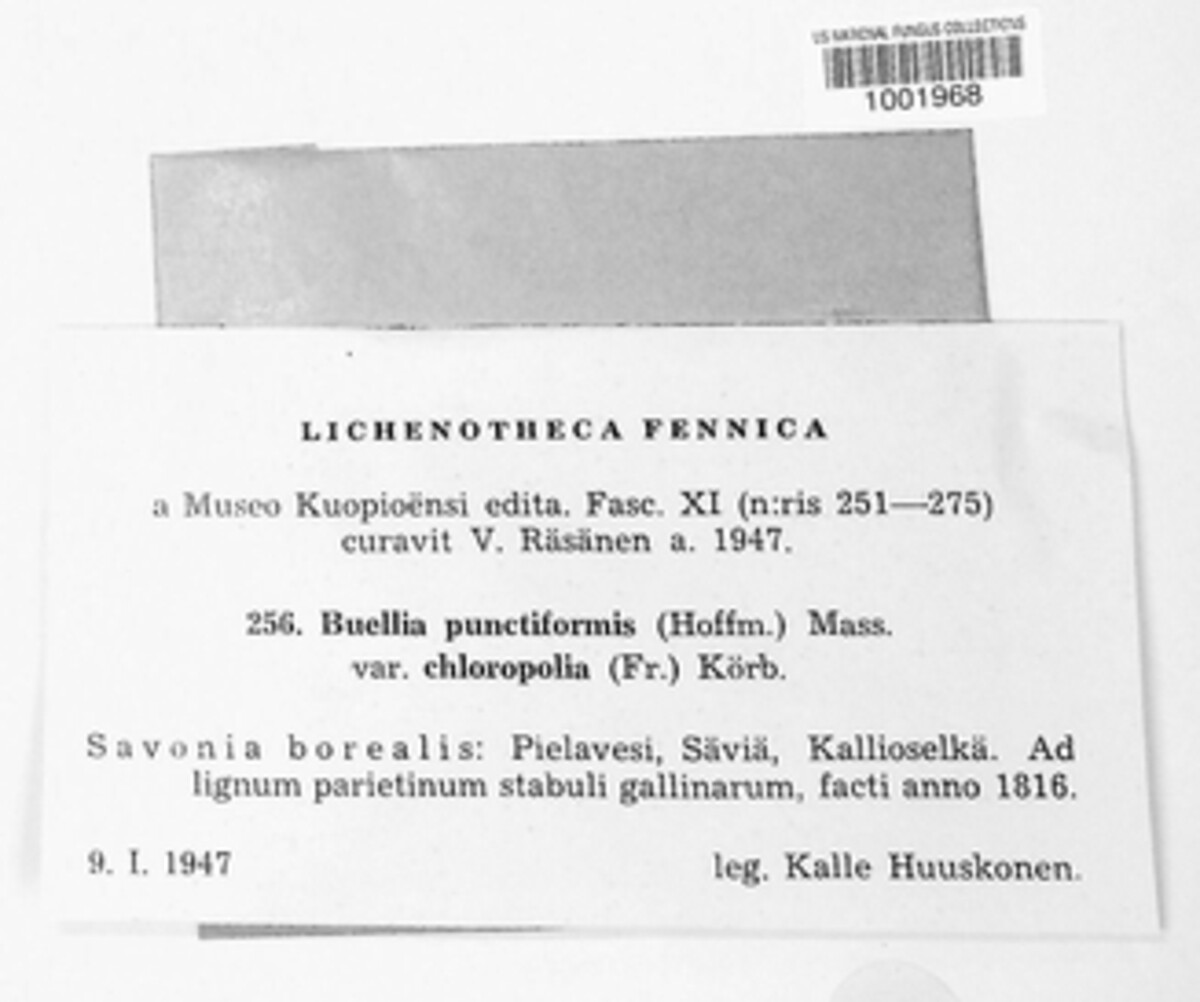 US NATIONAL FUNGUS COLLECTIONS
1001968
LICHENOTHECA FENNICA
a Museo Kuopioënsi edita. Fasc. XI (n:ris 251—275)
curavit V. Räsänen a. 1947.
256. Buellia punctiformis (Hoffm.) Mass.
var. chloropolia (Fr.) Körb.
Savonia borealis: Pielavesi, Säviä, Kallioselkä. Ad
lignum parietinum stabuli gallinarum, facti anno 1816.
9. I. 1947 leg. Kalle Huuskonen.